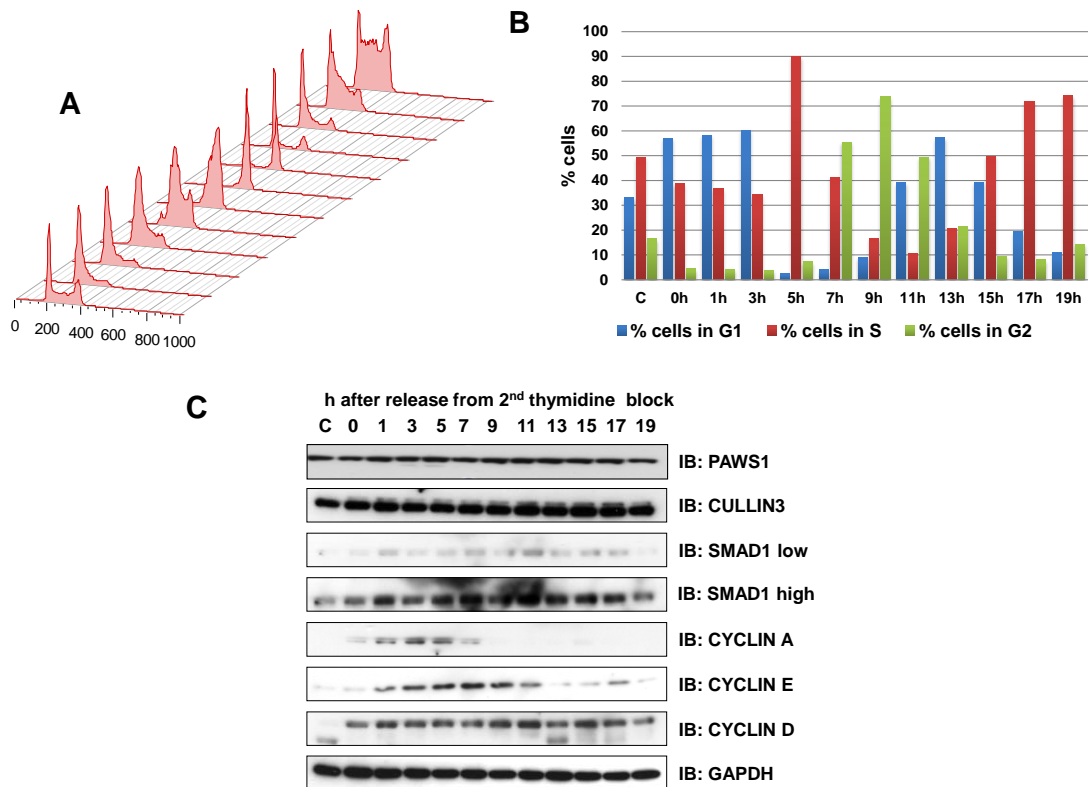 A
0 200 400 600 800 1000
B
100
90
80
70
60
50
40
30
20
10
0
% cells
C 0h 1h 3h 5h 7h 9h 11h 13h 15h 17h 19h
% cells in G1 % cells in S % cells in G2
C
h after release from 2nd thymidine block
C 0 1 3 5 7 9 11 13 15 17 19
IB: PAWS1
IB: CULLIN3
IB: SMAD1 low
IB: SMAD1 high
IB: CYCLIN A
IB: CYCLIN E
IB: CYCLIN D
IB: GAPDH